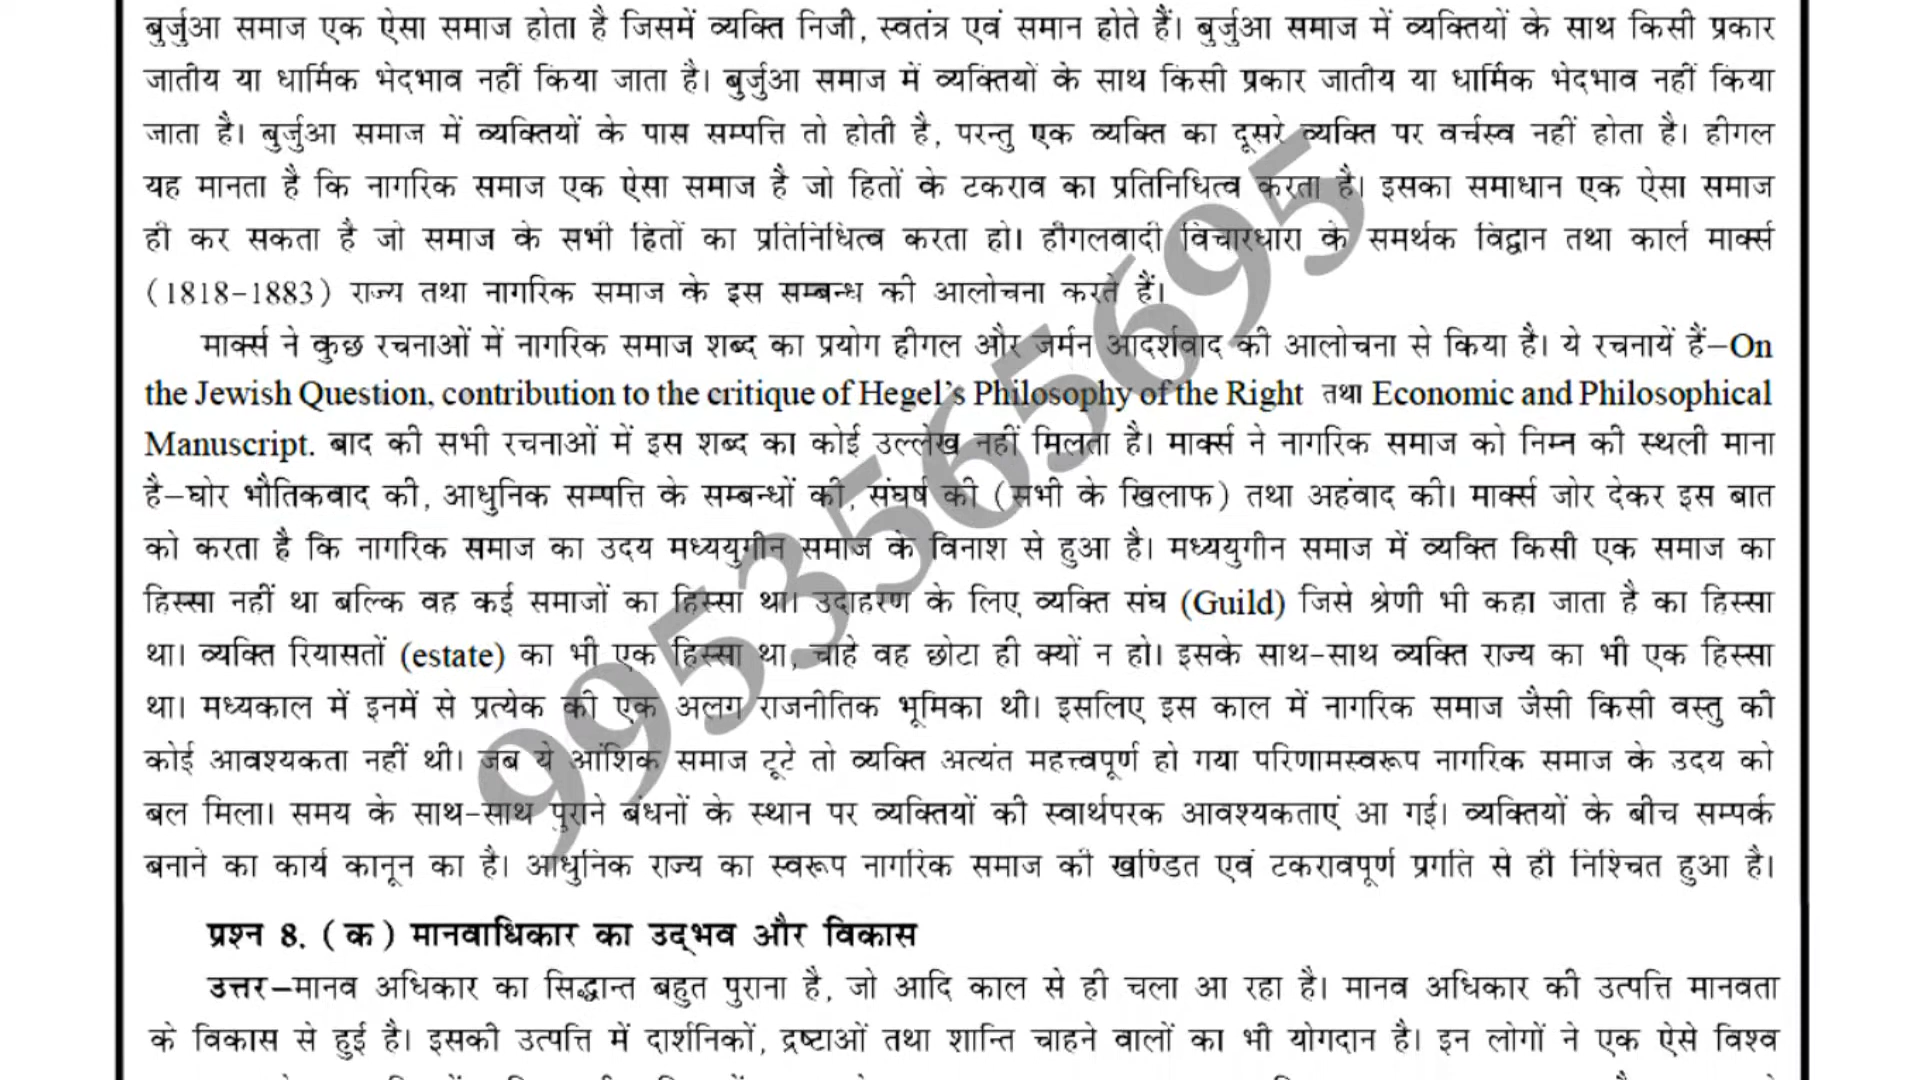 बुर्जुआ समाज एक ऐसा समाज होता है जिसमें व्यक्ति निजी, स्वतंत्र एवं समान होते हैं। बुर्जुआ समाज में व्यक्तियों के साथ किसी प्रकार
जातीय या धार्मिक भेदभाव नहीं किया जाता है। बुर्जुआ समाज में व्यक्तियों के साथ किसी प्रकार जातीय या धार्मिक भेदभाव नहीं किया
जाता है। बुर्जुआ समाज में व्यक्तियों के पास सम्पत्ति तो होती है, परन्तु एक व्यक्ति का दूसरे व्यक्ति पर वर्चस्व नहीं होता है। हीगल
यह मानता है कि नागरिक समाज एक ऐसा समाज है जो हितों के टकराव का प्रतिनिधित्व करता है। इसका समाधान एक ऐसा समाज
ही कर सकता है जो समाज के सभी हितों का प्रतिनिधित्व करता हो। हीगलवादी विचारधारा के समर्थक विद्वान तथा कार्ल मार्क्स
(1818-1883) राज्य तथा नागरिक समाज के इस सम्बन्ध की आलोचना करते हैं।
मार्क्स ने कुछ रचनाओं में नागरिक समाज शब्द का प्रयोग हीगल और जर्मन आदर्शवाद की आलोचना से किया है। ये रचनायें हैं–On
the Jewish Question, contribution to the critique of Hegel's Philosophy of the Right तथा Economic and Philosophical
Manuscript. बाद की सभी रचनाओं में इस शब्द का कोई उल्लेख नहीं मिलता है। मार्क्स ने नागरिक समाज को निम्न की स्थली माना
है–घोर भौतिकवाद की, आधुनिक सम्पत्ति के सम्बन्धों की, संघर्ष की (सभी के खिलाफ) तथा अहंवाद की। मार्क्स जोर देकर इस बात
को करता है कि नागरिक समाज का उदय मध्ययुगीन समाज के विनाश से हुआ है। मध्ययुगीन समाज में व्यक्ति किसी एक समाज का
हिस्सा नहीं था बल्कि वह कई समाजों का हिस्सा था। उदाहरण के लिए व्यक्ति संघ (Guild) जिसे श्रेणी भी कहा जाता है का हिस्सा
था। व्यक्ति रियासतों (estate) का भी एक हिस्सा था, चाहे वह छोटा ही क्यों न हो। इसके साथ-साथ व्यक्ति राज्य का भी एक हिस्सा
था। मध्यकाल में इनमें से प्रत्येक की एक अलग राजनीतिक भूमिका थी। इसलिए इस काल में नागरिक समाज जैसी किसी वस्तु की
कोई आवश्यकता नहीं थी। जब ये आंशिक समाज टूटे तो व्यक्ति अत्यंत महत्त्वपूर्ण हो गया परिणामस्वरूप नागरिक समाज के उदय को
बल मिला। समय के साथ-साथ पुराने बंधनों के स्थान पर व्यक्तियों की स्वार्थपरक आवश्यकताएं आ गई। व्यक्तियों के बीच सम्पर्क
बनाने का कार्य कानून का है। आधुनिक राज्य का स्वरूप नागरिक समाज की खण्डित एवं टकरावपूर्ण प्रगति से ही निश्चित हुआ है।
प्रश्न 8. (क) मानवाधिकार का उद्भव और विकास
उत्तर–मानव अधिकार का सिद्धान्त बहुत पुराना है, जो आदि काल से ही चला आ रहा है। मानव अधिकार की उत्पत्ति मानवता
के विकास से हुई है। इसकी उत्पत्ति में दार्शनिकों, द्रष्टाओं तथा शान्ति चाहने वालों का भी योगदान है। इन लोगों ने एक ऐसे विश्व
9953565695